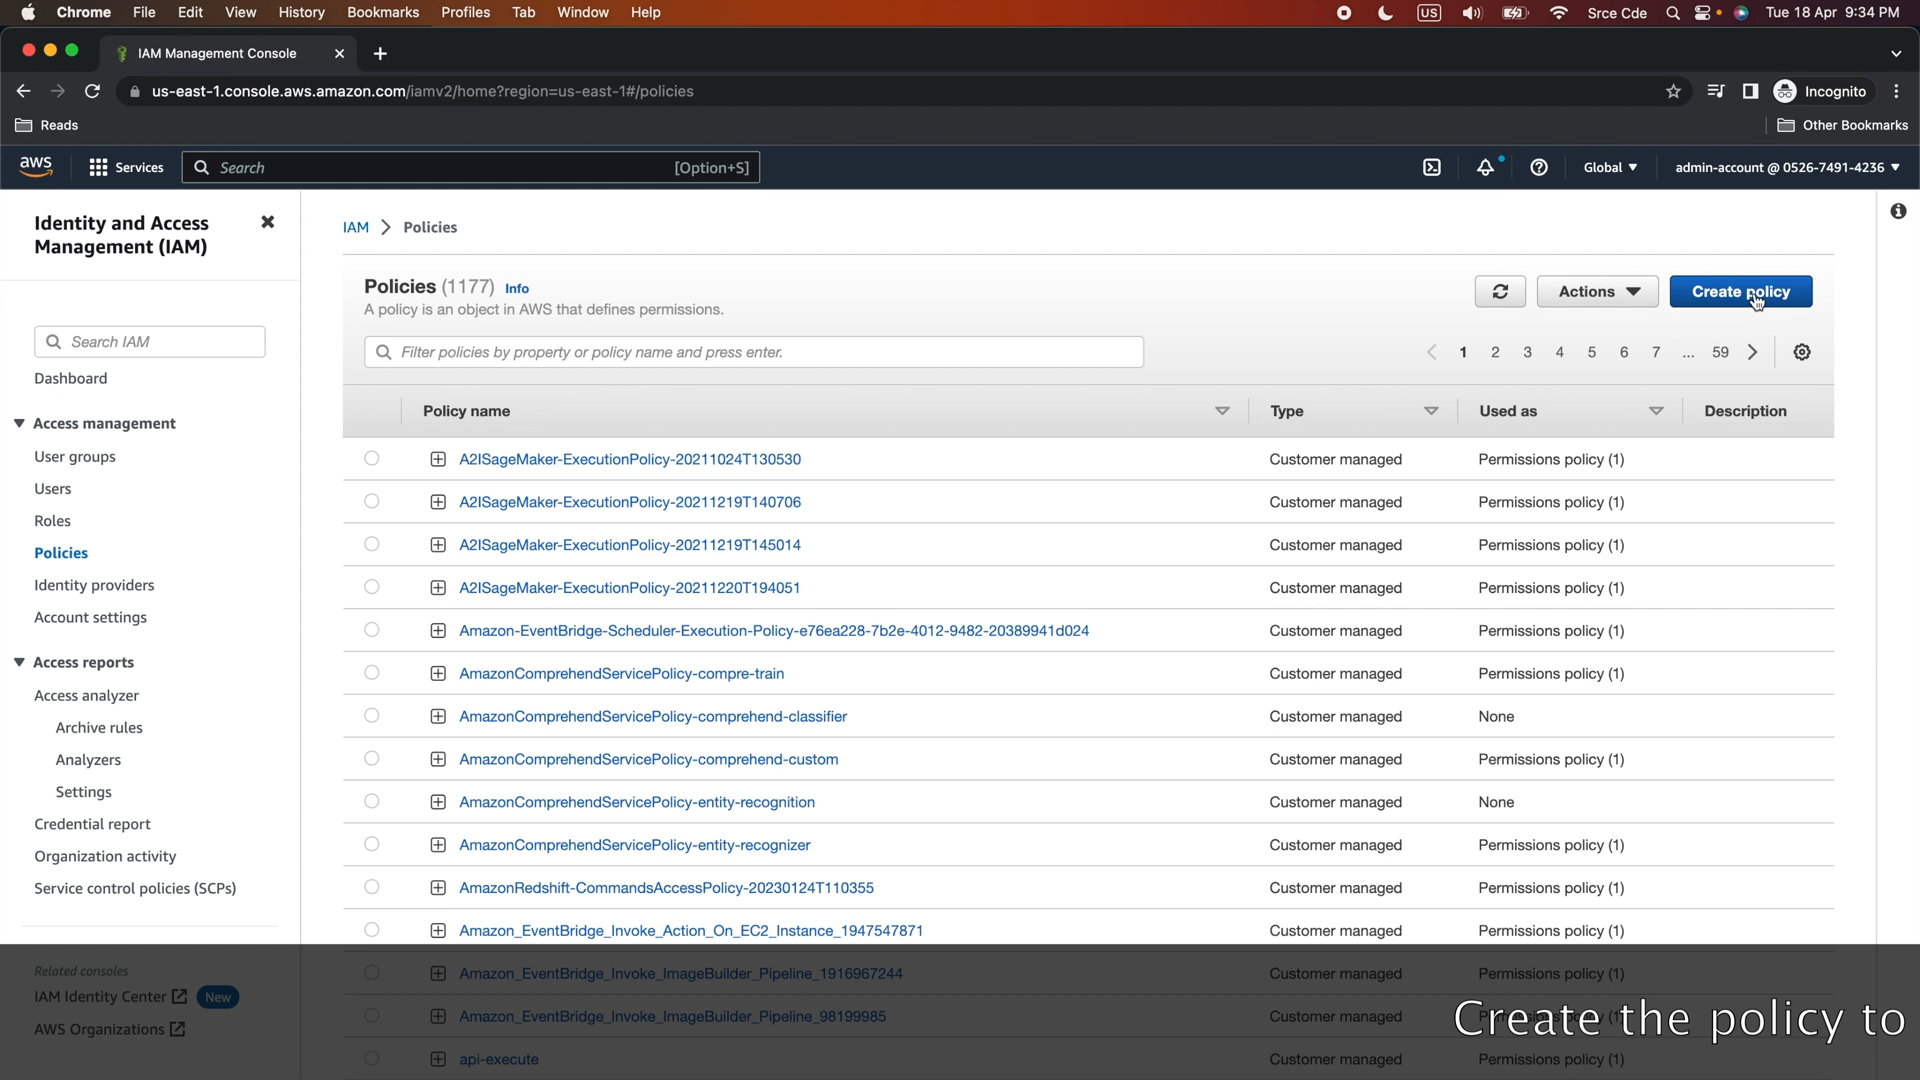 Chrome File Edit View History Bookmarks Profiles Tab Window Help US Srce Cde Tue 18 Apr 9:34 PM
IAM Management Console
us-east-1.console.aws.amazon.com/iamv2/home?region=us-east-1#/policies Incognito
Reads Other Bookmarks
aws Services Search [Option+S] Global admin-account @ 0526-7491-4236
Identity and Access
Management (IAM)
Search IAM
Dashboard
Access management
User groups
Users
Roles
Policies
Identity providers
Account settings
Access reports
Access analyzer
Archive rules
Analyzers
Settings
Credential report
Organization activity
Service control policies (SCPs)
Related consoles
IAM Identity Center New
AWS Organizations
IAM > Policies
Policies (1177) Info
A policy is an object in AWS that defines permissions.
Actions Create policy
Filter policies by property or policy name and press enter.
1 2 3 4 5 6 7 ... 59
Policy name Type Used as Description
A2ISageMaker-ExecutionPolicy-20211024T130530 Customer managed Permissions policy (1)
A2ISageMaker-ExecutionPolicy-20211219T140706 Customer managed Permissions policy (1)
A2ISageMaker-ExecutionPolicy-20211219T145014 Customer managed Permissions policy (1)
A2ISageMaker-ExecutionPolicy-20211220T194051 Customer managed Permissions policy (1)
Amazon-EventBridge-Scheduler-Execution-Policy-e76ea228-7b2e-4012-9482-20389941d024 Customer managed Permissions policy (1)
AmazonComprehendServicePolicy-compre-train Customer managed Permissions policy (1)
AmazonComprehendServicePolicy-comprehend-classifier Customer managed None
AmazonComprehendServicePolicy-comprehend-custom Customer managed Permissions policy (1)
AmazonComprehendServicePolicy-entity-recognition Customer managed None
AmazonComprehendServicePolicy-entity-recognizer Customer managed Permissions policy (1)
AmazonRedshift-CommandsAccessPolicy-20230124T110355 Customer managed Permissions policy (1)
Amazon_EventBridge_Invoke_Action_On_EC2_Instance_1947547871 Customer managed Permissions policy (1)
Amazon_EventBridge_Invoke_ImageBuilder_Pipeline_1916967244 Customer managed Permissions policy (1)
Amazon_EventBridge_Invoke_ImageBuilder_Pipeline_98199985 Customer managed Permissions policy (1)
api-execute Customer managed Permissions policy (1)
Create the policy to